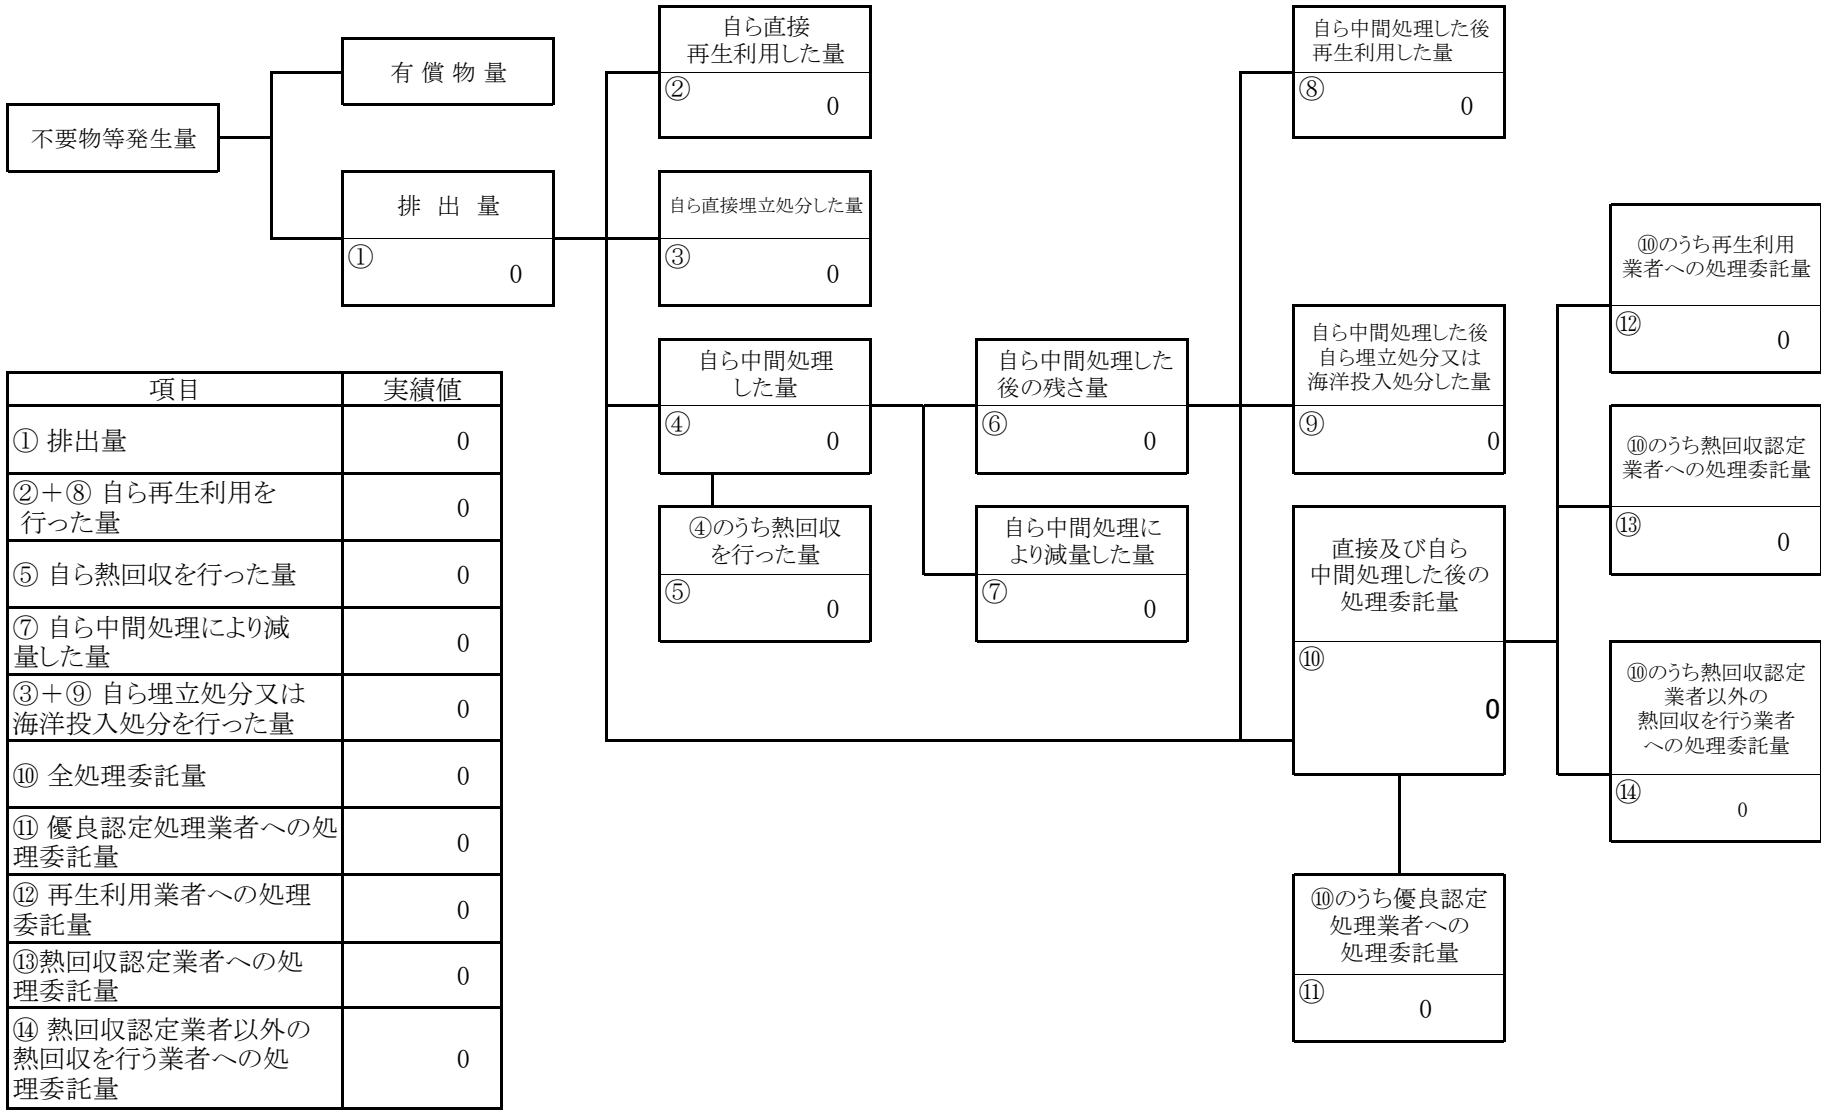 不要物等発生量
有 償 物 量
排 出 量
①
0
自ら直接
再生利用した量
②
0
自ら直接埋立処分した量
③
0
自ら中間処理
した量
④
0
④のうち熱回収
を行った量
⑤
0
自ら中間処理した
後の残さ量
⑥
0
自ら中間処理に
より減量した量
⑦
0
自ら中間処理した後
再生利用した量
⑧
0
自ら中間処理した後
自ら埋立処分又は
海洋投入処分した量
⑨
0
直接及び自ら
中間処理した後の
処理委託量
⑩
0
⑩のうち優良認定
処理業者への
処理委託量
⑪
0
⑩のうち再生利用
業者への処理委託量
⑫
0
⑩のうち熱回収認定
業者への処理委託量
⑬
0
⑩のうち熱回収認定
業者以外の
熱回収を行う業者
への処理委託量
⑭
0
項目 実績値
① 排出量 0
②＋⑧ 自ら再生利用を
行った量 0
⑤ 自ら熱回収を行った量 0
⑦ 自ら中間処理により減
量した量 0
③＋⑨ 自ら埋立処分又は
海洋投入処分を行った量 0
⑩ 全処理委託量 0
⑪ 優良認定処理業者への処
理委託量 0
⑫ 再生利用業者への処理
委託量 0
⑬熱回収認定業者への処
理委託量 0
⑭ 熱回収認定業者以外の
熱回収を行う業者への処
理委託量 0